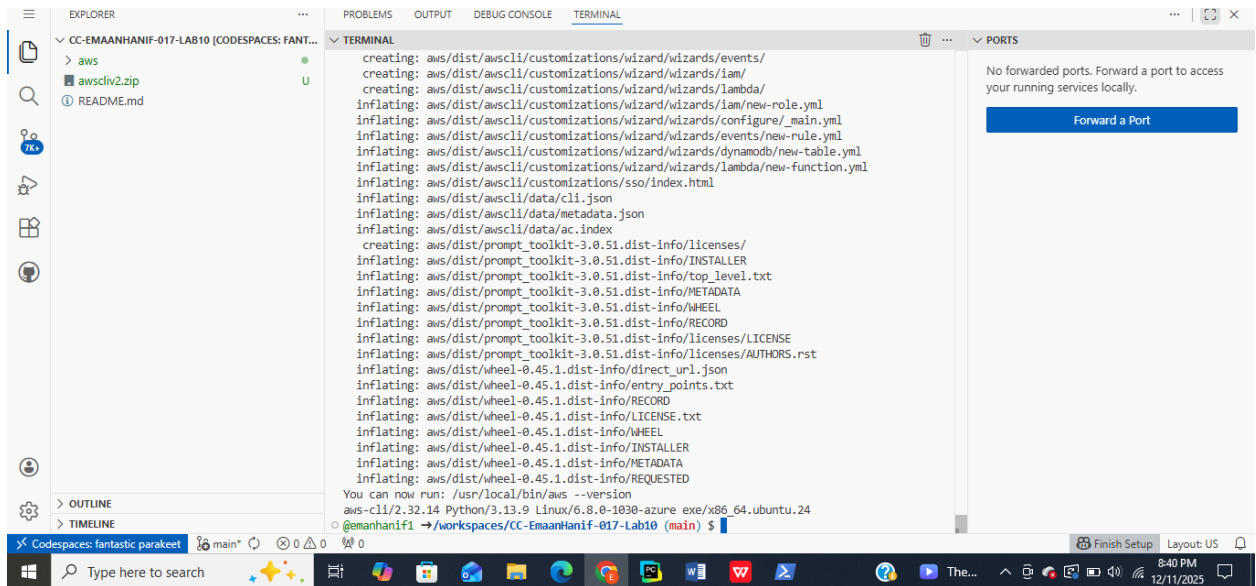 EXPLORER
CC-EMAANHANIF-017-LAB10 [CODESPACES: FANT...
aws
awscliv2.zip U
README.md
7K+
OUTLINE
TIMELINE
PROBLEMS OUTPUT DEBUG CONSOLE TERMINAL
TERMINAL
creating: aws/dist/awscli/customizations/wizard/wizards/events/
creating: aws/dist/awscli/customizations/wizard/wizards/iam/
creating: aws/dist/awscli/customizations/wizard/wizards/lambda/
inflating: aws/dist/awscli/customizations/wizard/wizards/iam/new-role.yml
inflating: aws/dist/awscli/customizations/wizard/wizards/configure/_main.yml
inflating: aws/dist/awscli/customizations/wizard/wizards/events/new-rule.yml
inflating: aws/dist/awscli/customizations/wizard/wizards/dynamodb/new-table.yml
inflating: aws/dist/awscli/customizations/wizard/wizards/lambda/new-function.yml
inflating: aws/dist/awscli/customizations/sso/index.html
inflating: aws/dist/awscli/data/cli.json
inflating: aws/dist/awscli/data/metadata.json
inflating: aws/dist/awscli/data/ac.index
creating: aws/dist/prompt_toolkit-3.0.51.dist-info/licenses/
inflating: aws/dist/prompt_toolkit-3.0.51.dist-info/INSTALLER
inflating: aws/dist/prompt_toolkit-3.0.51.dist-info/top_level.txt
inflating: aws/dist/prompt_toolkit-3.0.51.dist-info/METADATA
inflating: aws/dist/prompt_toolkit-3.0.51.dist-info/WHEEL
inflating: aws/dist/prompt_toolkit-3.0.51.dist-info/RECORD
inflating: aws/dist/prompt_toolkit-3.0.51.dist-info/licenses/LICENSE
inflating: aws/dist/prompt_toolkit-3.0.51.dist-info/licenses/AUTHORS.rst
inflating: aws/dist/wheel-0.45.1.dist-info/direct_url.json
inflating: aws/dist/wheel-0.45.1.dist-info/entry_points.txt
inflating: aws/dist/wheel-0.45.1.dist-info/RECORD
inflating: aws/dist/wheel-0.45.1.dist-info/LICENSE.txt
inflating: aws/dist/wheel-0.45.1.dist-info/WHEEL
inflating: aws/dist/wheel-0.45.1.dist-info/INSTALLER
inflating: aws/dist/wheel-0.45.1.dist-info/METADATA
inflating: aws/dist/wheel-0.45.1.dist-info/REQUESTED
You can now run: /usr/local/bin/aws --version
aws-cli/2.32.14 Python/3.13.9 Linux/6.8.0-1030-azure exe/x86_64.ubuntu.24
@emanhanif1 →/workspaces/CC-EmaanHanif-017-Lab10 (main) $
PORTS
No forwarded ports. Forward a port to access
your running services locally.
Forward a Port
Codespaces: fantastic parakeet main* 0 0 0 Finish Setup Layout: US
Type here to search
The...
8:40 PM
12/11/2025